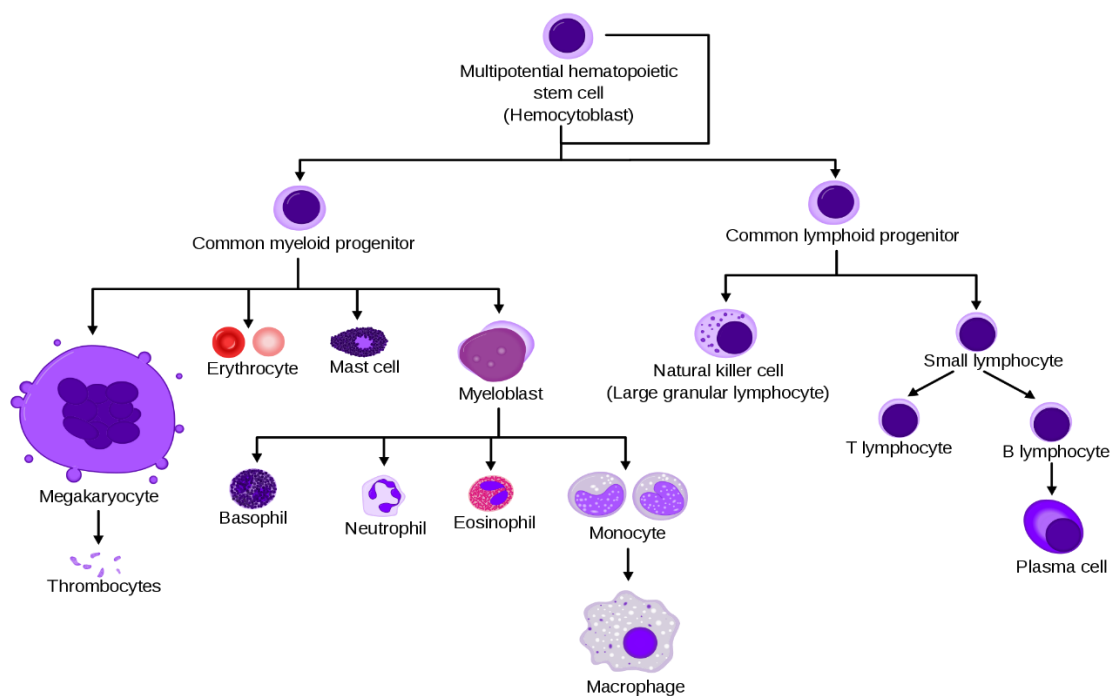 Multipotential hematopoietic
stem cell
(Hemocytoblast)
Common myeloid progenitor
Common lymphoid progenitor
Erythrocyte
Mast cell
Myeloblast
Natural killer cell
(Large granular lymphocyte)
Small lymphocyte
T lymphocyte
B lymphocyte
Megakaryocyte
Basophil
Neutrophil
Eosinophil
Monocyte
Plasma cell
Thrombocytes
Macrophage